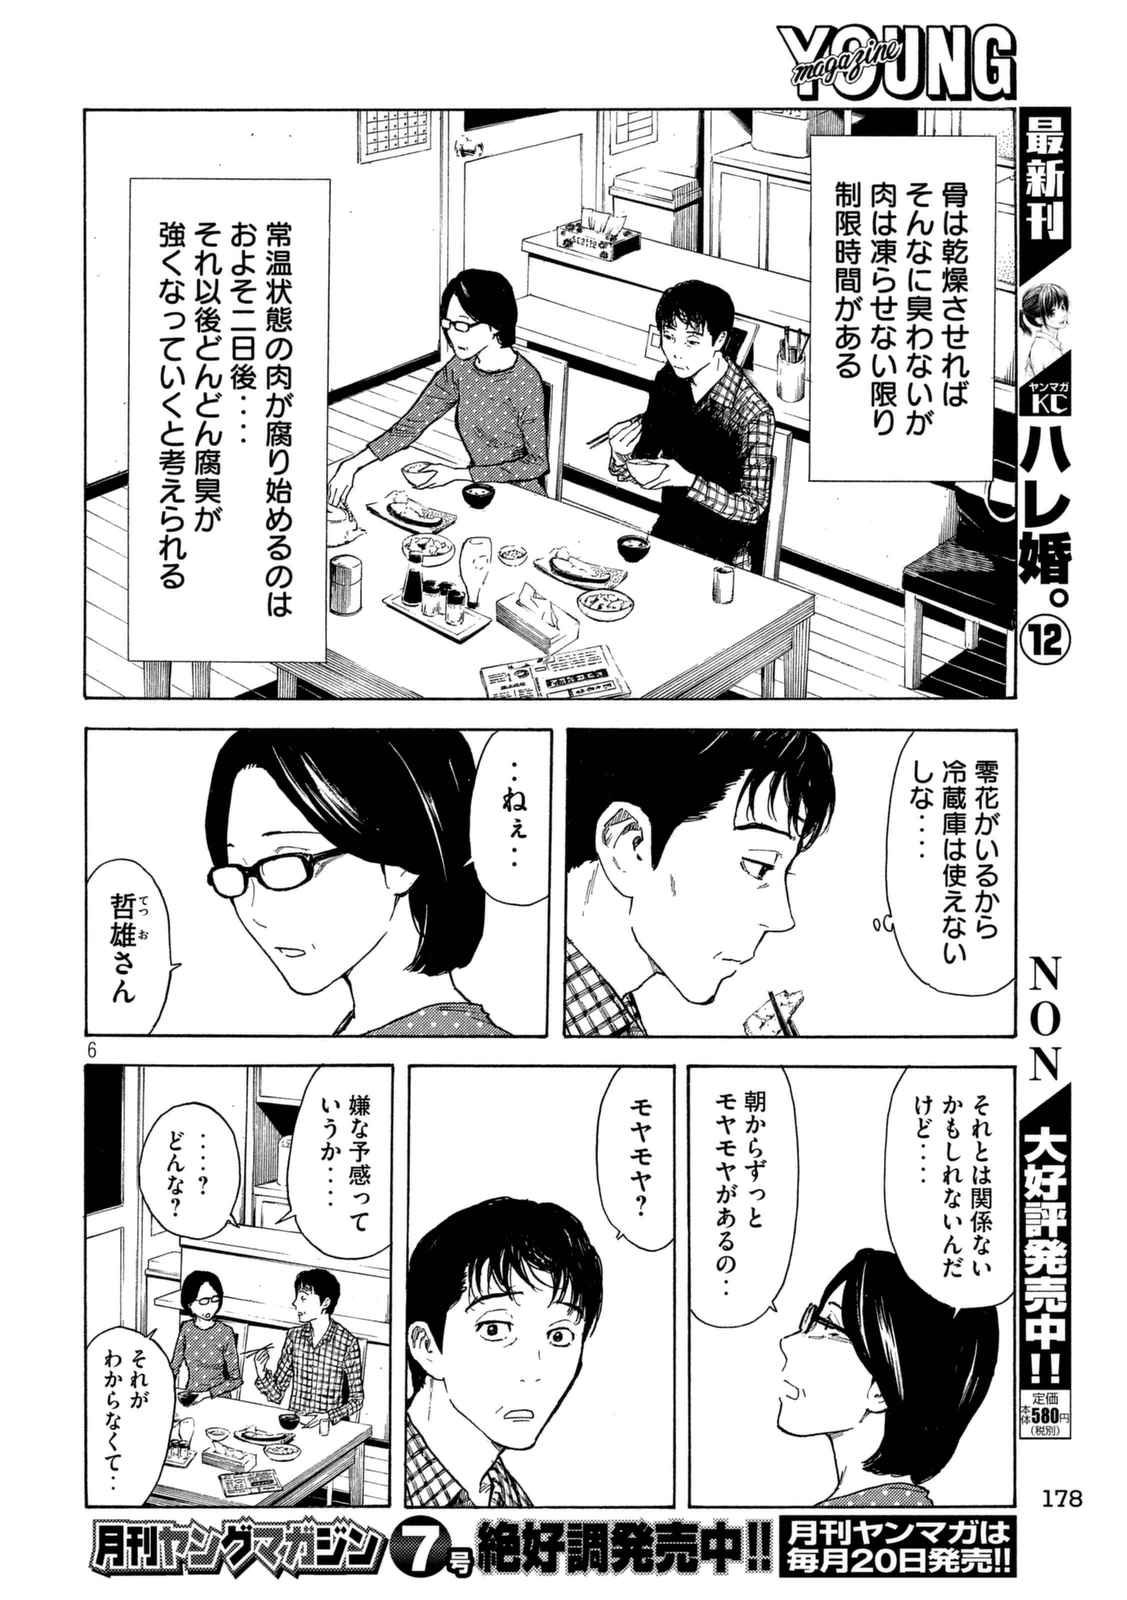 YOUNG
magazine
最新刊
ヤンマガ
KC
ハレ婚。⑫
NON
大好評発売中!!
定価
本体580円
(税別)
骨は乾燥させれば
そんなに臭わないが
肉は凍らせない限り
制限時間がある
常温状態の肉が腐り始めるのは
およそ二日後‥‥
それ以後どんどん腐臭が
強くなっていくと考えられる
零花がいるから
冷蔵庫は使えない
しな‥‥
‥ねぇ‥
哲雄さん
てつお
6
それとは関係ない
かもしれないんだ
けど‥‥
朝からずっと
モヤモヤがあるの‥
モヤモヤ?
嫌な予感って
いうか‥‥
‥‥?
どんな?
それが
わからなくて‥
178
月刊ヤングマガジン
7号
絶好調発売中!!
月刊ヤンマガは
毎月20日発売!!